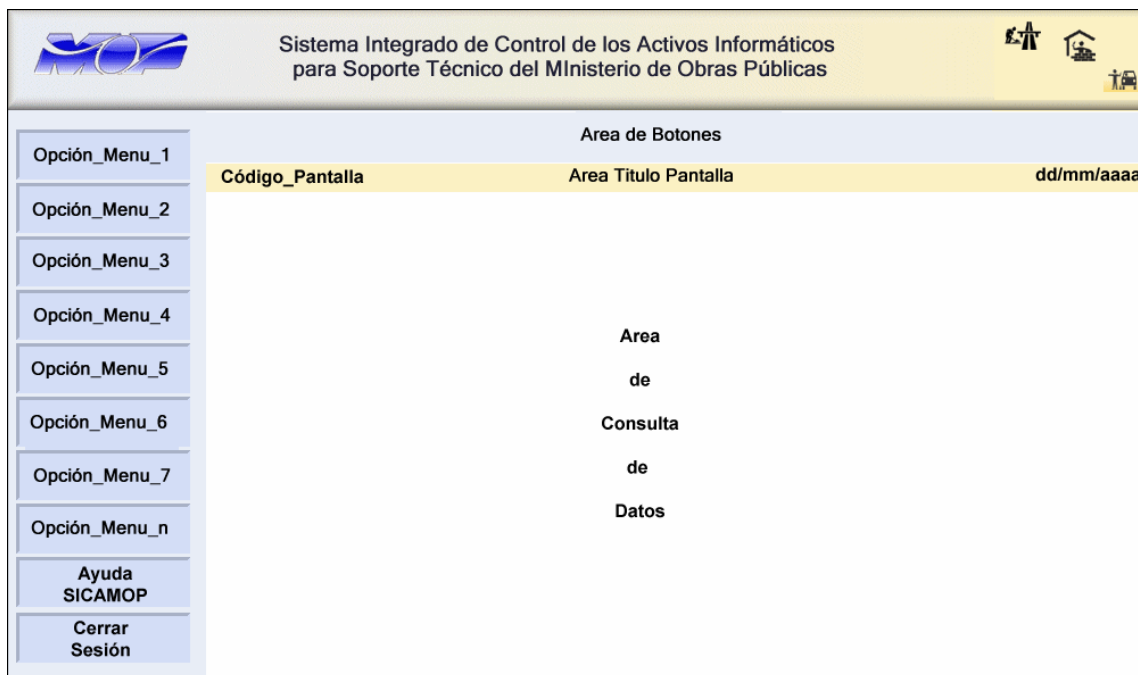 MOP
Sistema Integrado de Control de los Activos Informáticos
para Soporte Técnico del MInisterio de Obras Públicas
Area de Botones
Código_Pantalla Area Titulo Pantalla dd/mm/aaaa
Opción_Menu_1
Opción_Menu_2
Opción_Menu_3
Opción_Menu_4
Opción_Menu_5
Opción_Menu_6
Opción_Menu_7
Opción_Menu_n
Ayuda
SICAMOP
Cerrar
Sesión
Area
de
Consulta
de
Datos